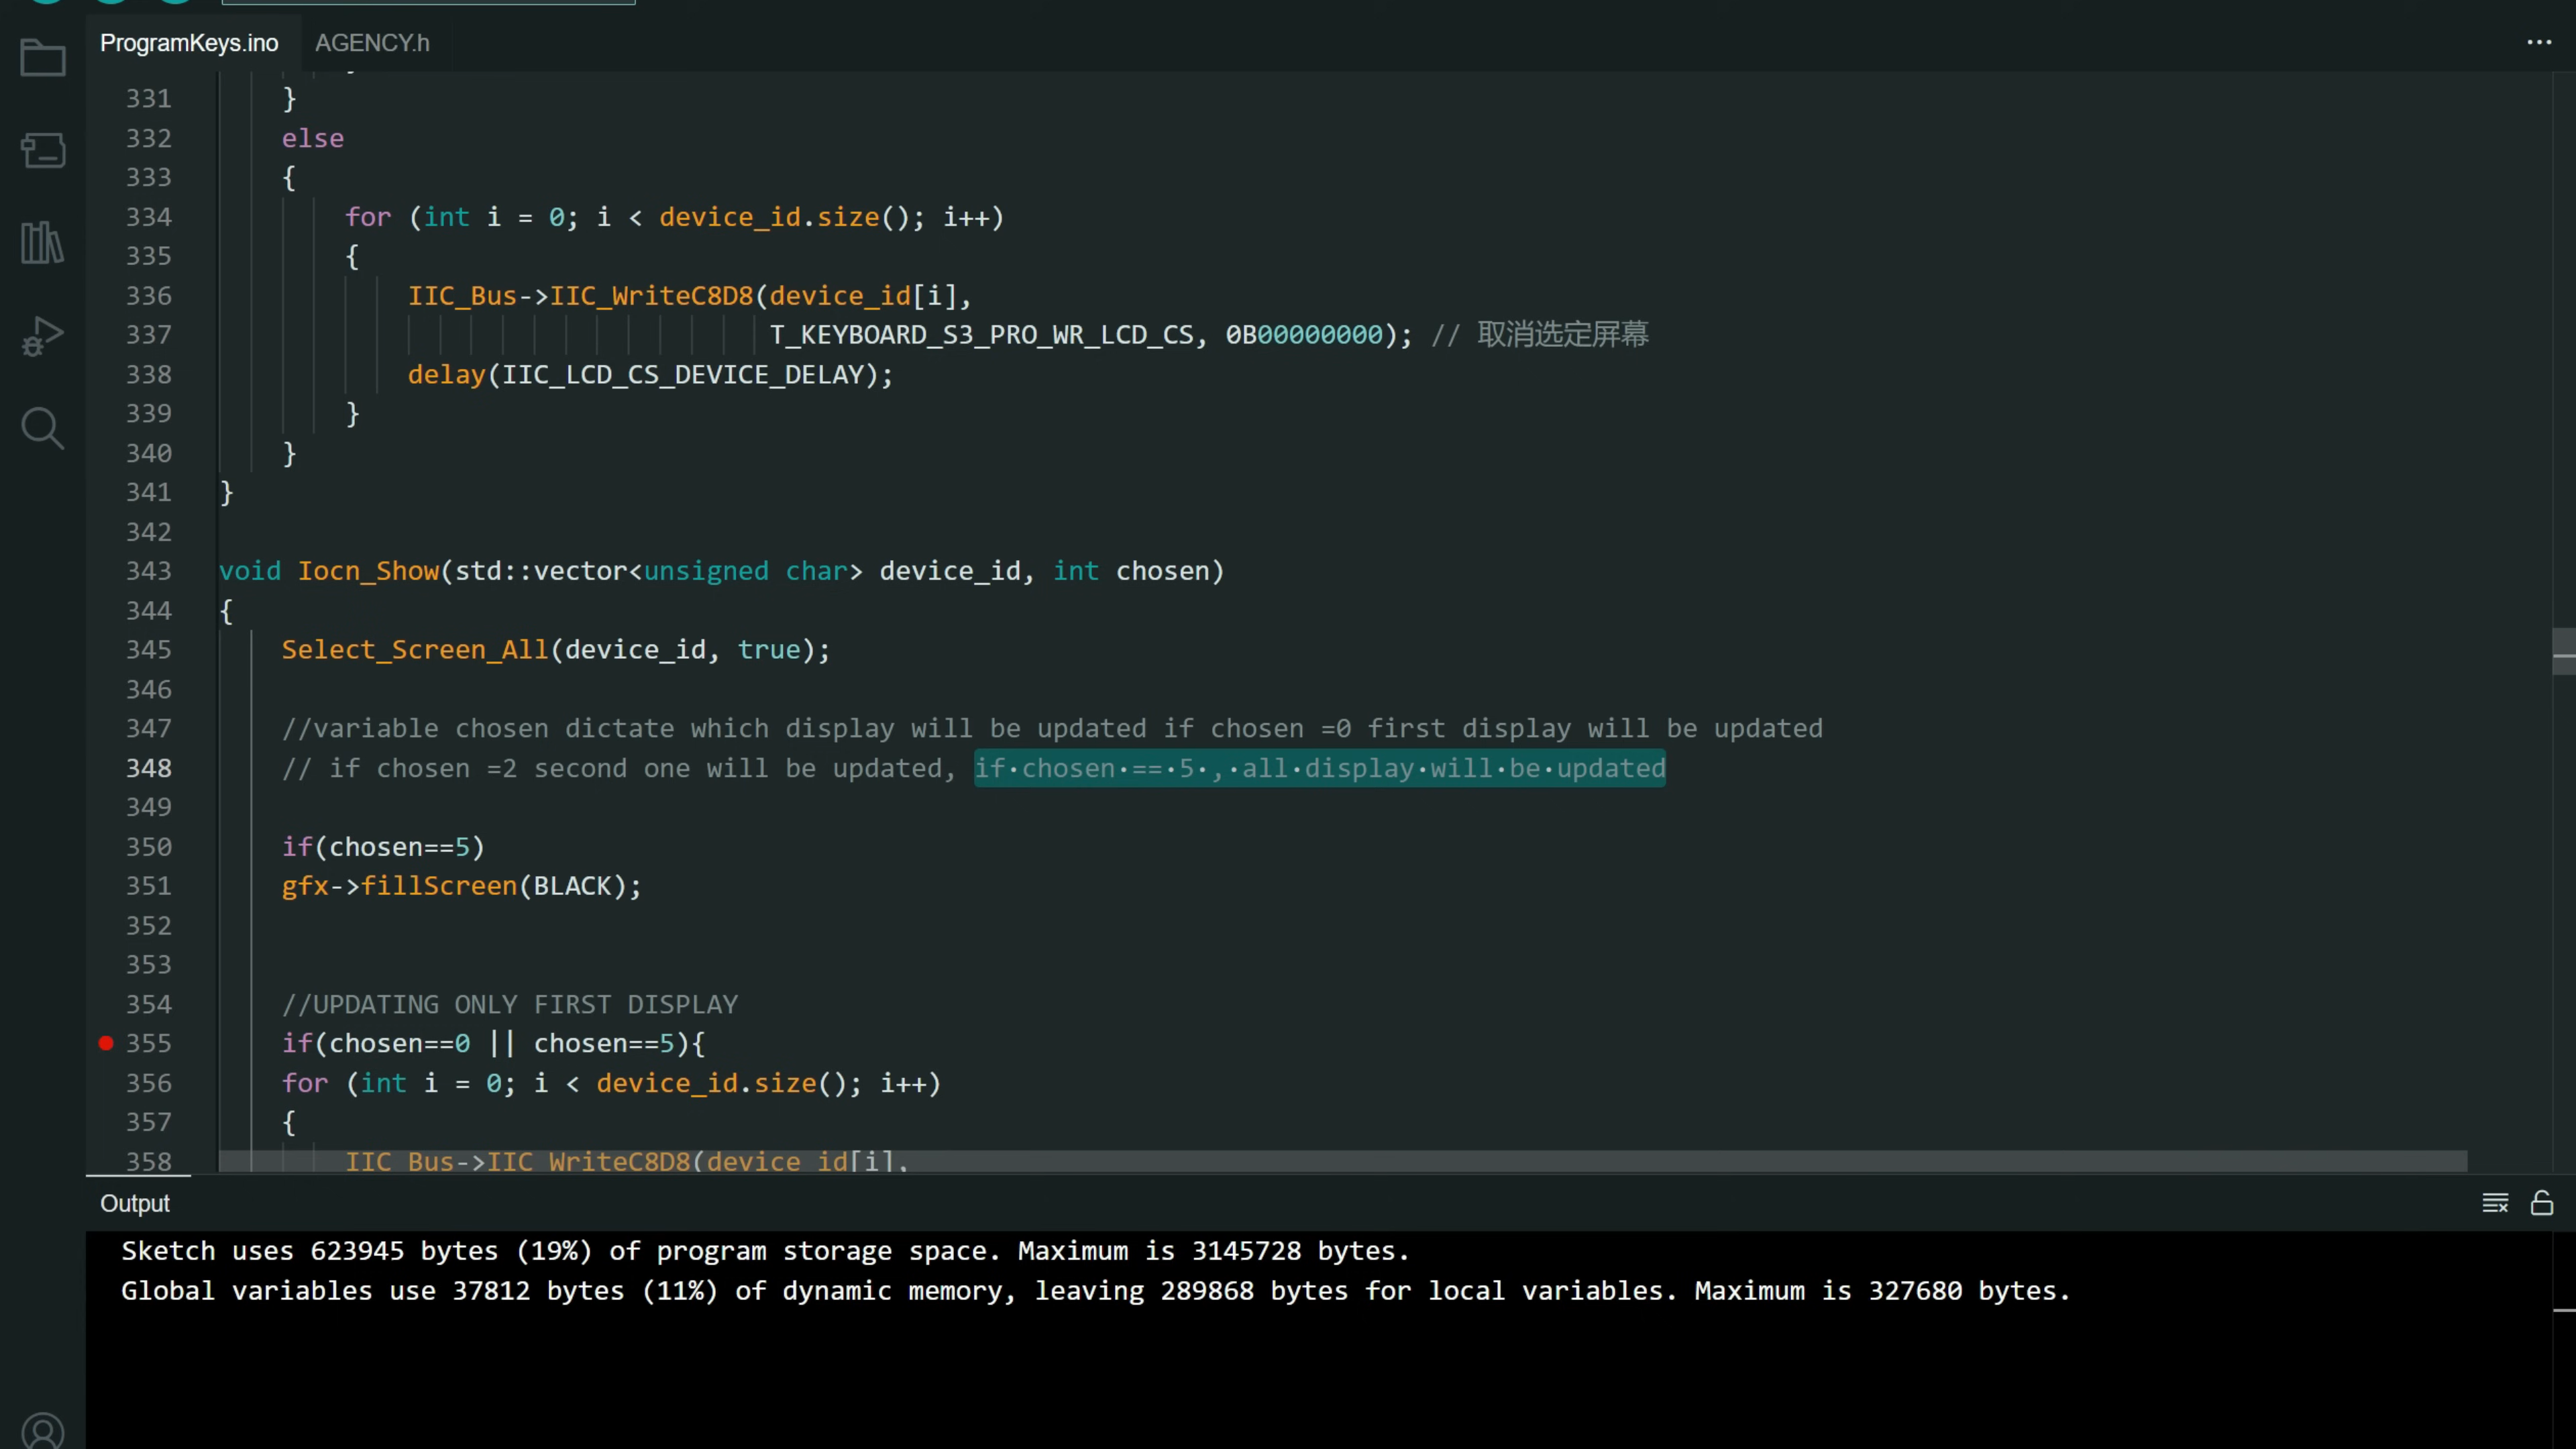 ProgramKeys.ino AGENCY.h
331 }
332 else
333 {
334 for (int i = 0; i < device_id.size(); i++)
335 {
336 IIC_Bus->IIC_WriteC8D8(device_id[i],
337 T_KEYBOARD_S3_PRO_WR_LCD_CS, 0B00000000); // 取消选定屏幕
338 delay(IIC_LCD_CS_DEVICE_DELAY);
339 }
340 }
341 }
342
343 void Iocn_Show(std::vector<unsigned char> device_id, int chosen)
344 {
345 Select_Screen_All(device_id, true);
346
347 //variable chosen dictate which display will be updated if chosen =0 first display will be updated
348 // if chosen =2 second one will be updated, if chosen == 5 , all display will be updated
349
350 if(chosen==5)
351 gfx->fillScreen(BLACK);
352
353
354 //UPDATING ONLY FIRST DISPLAY
355 if(chosen==0 || chosen==5){
356 for (int i = 0; i < device_id.size(); i++)
357 {
358 IIC_Bus->IIC_WriteC8D8(device_id[i],
Output
Sketch uses 623945 bytes (19%) of program storage space. Maximum is 3145728 bytes.
Global variables use 37812 bytes (11%) of dynamic memory, leaving 289868 bytes for local variables. Maximum is 327680 bytes.